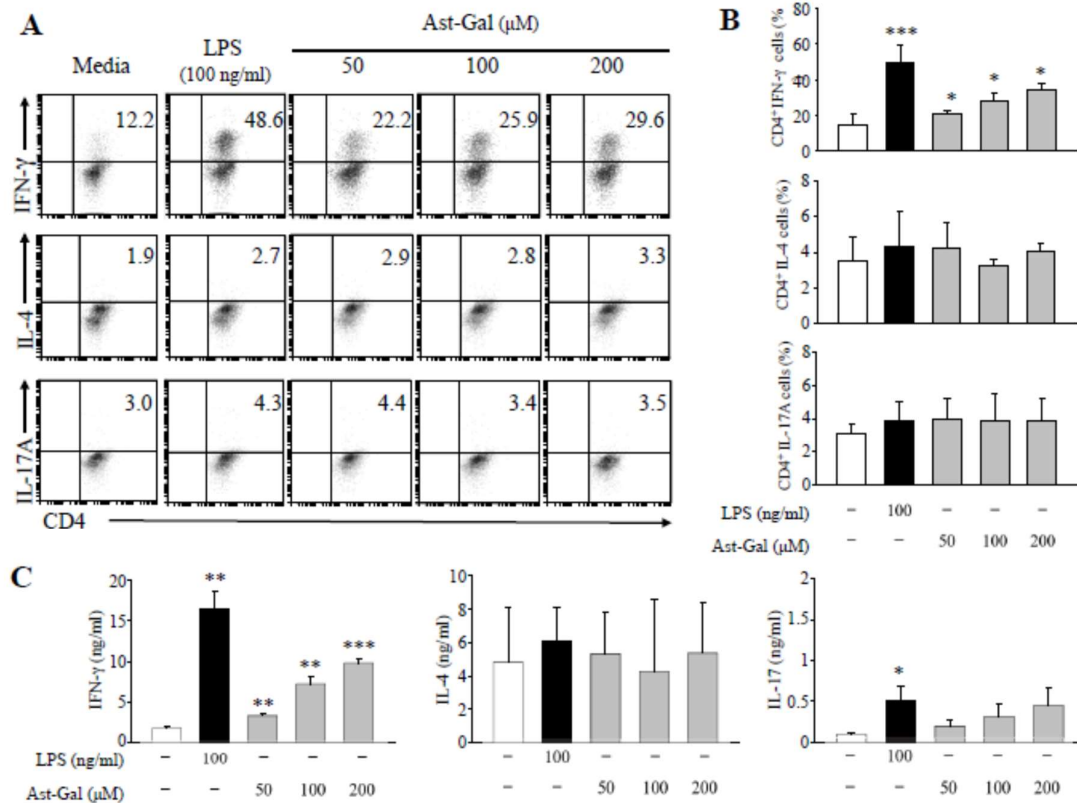 A
Ast-Gal (μM)
Media
LPS
(100 ng/ml)
50 100 200
IFN-γ
12.2 48.6 22.2 25.9 29.6
IL-4
1.9 2.7 2.9 2.8 3.3
IL-17A
3.0 4.3 4.4 3.4 3.5
CD4
B
CD4⁺ IFN-γ cells (%
80
60
40
20
0
*** * * *
CD4⁺ IL-4 cells (%)
8
6
4
2
0
CD4⁺ IL-17A cells (%)
8
6
4
2
0
LPS (ng/ml) – 100 – – –
Ast-Gal (μM) – – 50 100 200
C
IFN-γ (ng/ml)
20
15
10
5
0
** ** ** ***
LPS (ng/ml) – 100 – – –
Ast-Gal (μM) – – 50 100 200
IL-4 (ng/ml)
10
8
6
4
2
0
– 100 – – –
– – 50 100 200
IL-17 (ng/ml)
2
1.5
1
0.5
0
*
– 100 – – –
– – 50 100 200